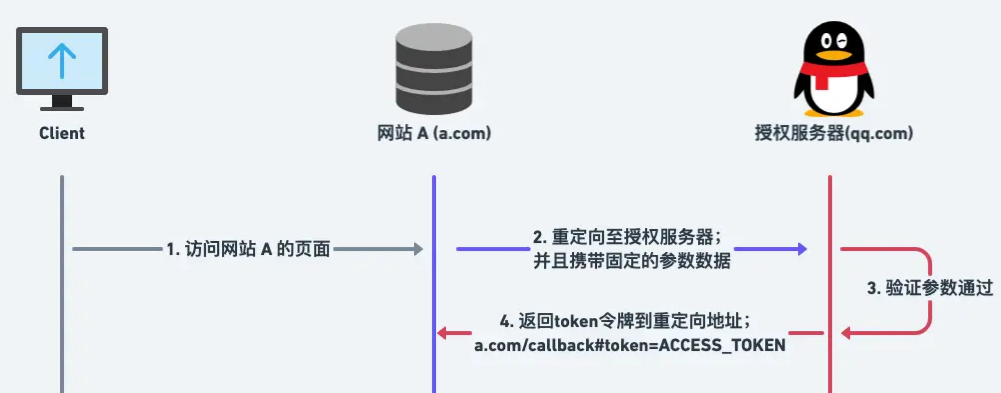 Client
网站 A (a.com)
授权服务器(qq.com)
1. 访问网站 A 的页面
2. 重定向至授权服务器；
并且携带固定的参数数据
3. 验证参数通过
4. 返回token令牌到重定向地址；
a.com/callback#token=ACCESS_TOKEN